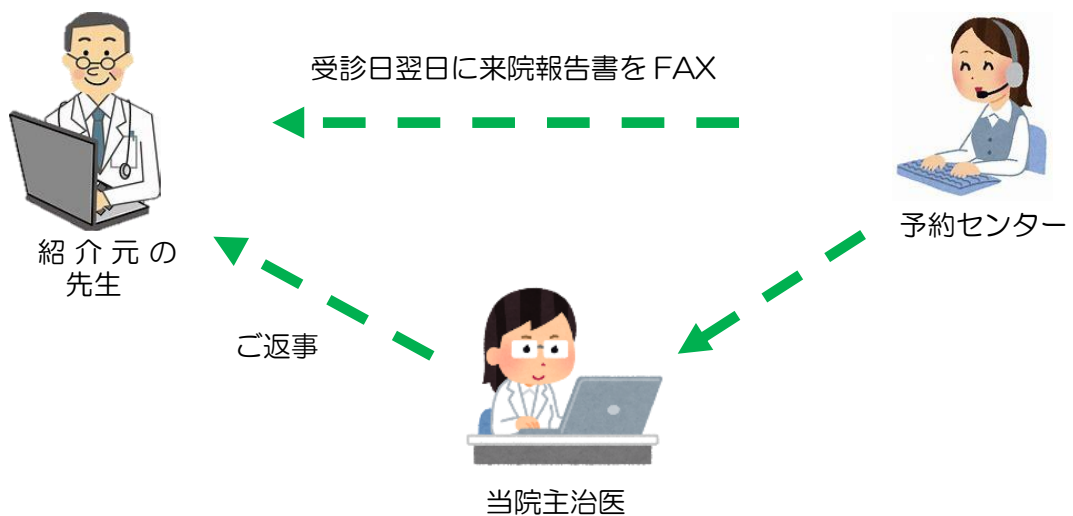 受診日翌日に来院報告書をFAX
予約センター
紹介元の
先生
ご返事
当院主治医